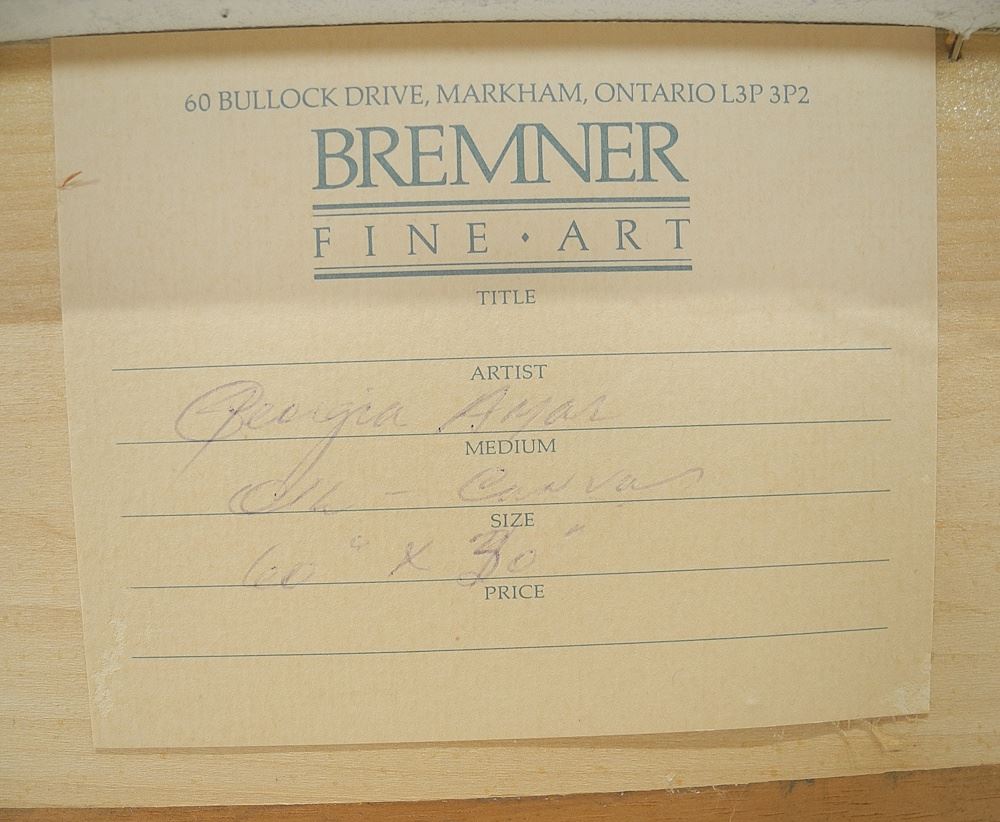 60 BULLOCK DRIVE, MARKHAM, ONTARIO L3P 3P2
BREMNER
FINE • ART
TITLE
ARTIST
Georgia
MEDIUM
Oil - Canvas
SIZE
60" X 30"
PRICE